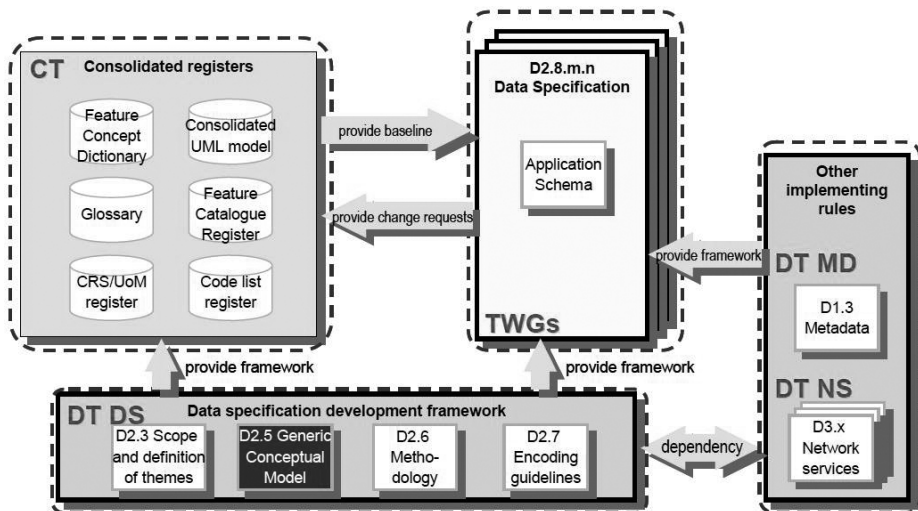 CT Consolidated registers
Feature
Concept
Dictionary
Consolidated
UML model
Glossary
Feature
Catalogue
Register
CRS/UoM
register
Code list
register
provide baseline
provide change requests
D2.8.m.n
Data Specification
Application
Schema
TWGs
provide framework
Other
implementing
rules
DT MD
D1.3
Metadata
DT NS
D3.x
Network
services
provide framework
provide framework
DT DS Data specification development framework
D2.3 Scope
and definition
of themes
D2.5 Generic
Conceptual
Model
D2.6
Metho-
dology
D2.7
Encoding
guidelines
dependency